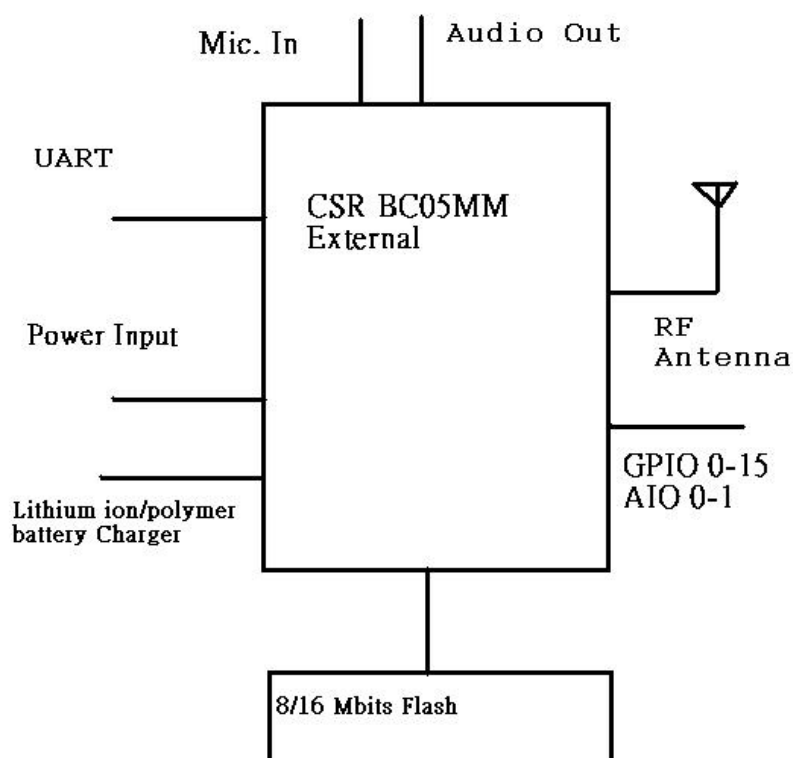 Mic. In
Audio Out
UART
CSR BC05MM
External
Power Input
RF
Antenna
GPIO 0-15
AIO 0-1
Lithium ion/polymer
battery Charger
8/16 Mbits Flash